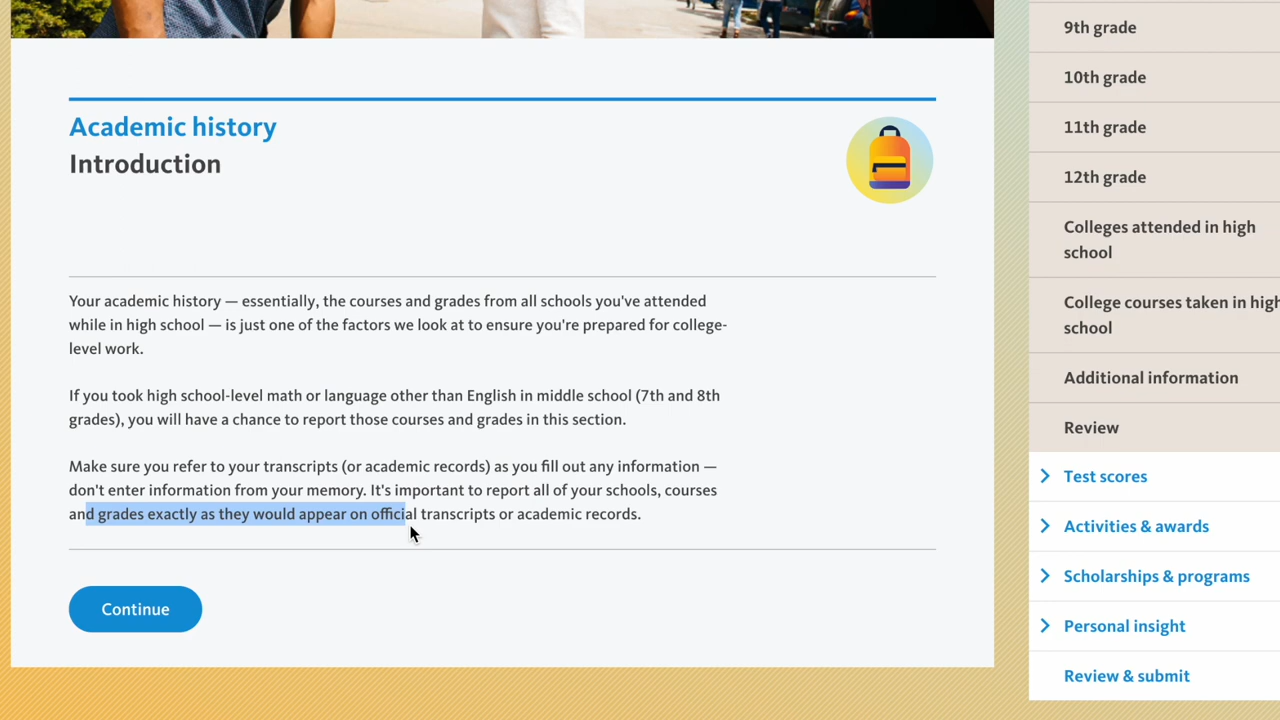 Academic history
Introduction
Your academic history — essentially, the courses and grades from all schools you've attended
while in high school — is just one of the factors we look at to ensure you're prepared for college-
level work.
If you took high school-level math or language other than English in middle school (7th and 8th
grades), you will have a chance to report those courses and grades in this section.
Make sure you refer to your transcripts (or academic records) as you fill out any information —
don't enter information from your memory. It's important to report all of your schools, courses
and grades exactly as they would appear on official transcripts or academic records.
Continue
9th grade
10th grade
11th grade
12th grade
Colleges attended in high
school
College courses taken in high
school
Additional information
Review
Test scores
Activities & awards
Scholarships & programs
Personal insight
Review & submit